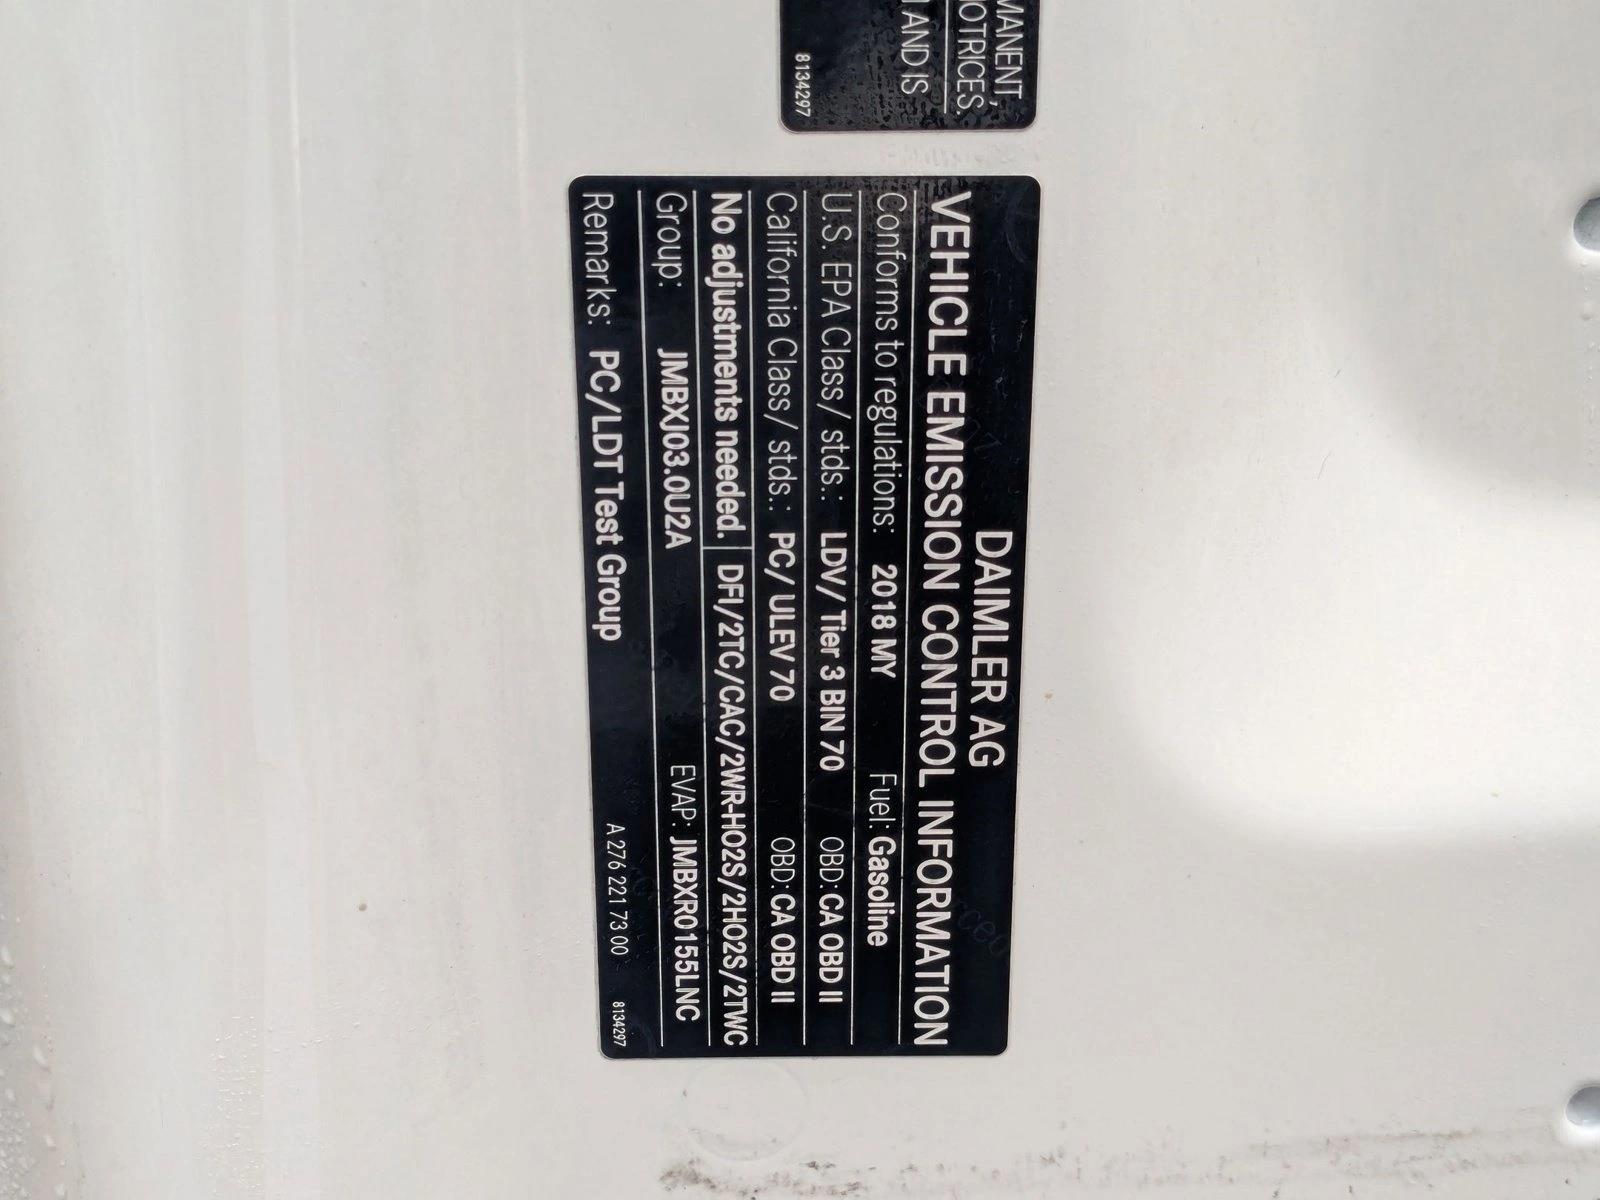 MANENT,
OTRICES.
AND IS
8134297
DAIMLER AG
VEHICLE EMISSION CONTROL INFORMATION
Conforms to regulations: 2018 MY Fuel: Gasoline
U.S. EPA Class/ stds.: LDV/ Tier 3 BIN 70 OBD: CA OBD II
California Class/ stds.: PC/ ULEV 70 OBD: CA OBD II
No adjustments needed. DFI/2TC/CAC/2WR-HO2S/2HO2S/2TWC
Group: JMBXJ03.0U2A EVAP: JMBXR0155LNC
Remarks: PC/LDT Test Group A 276 221 73 00 8134297